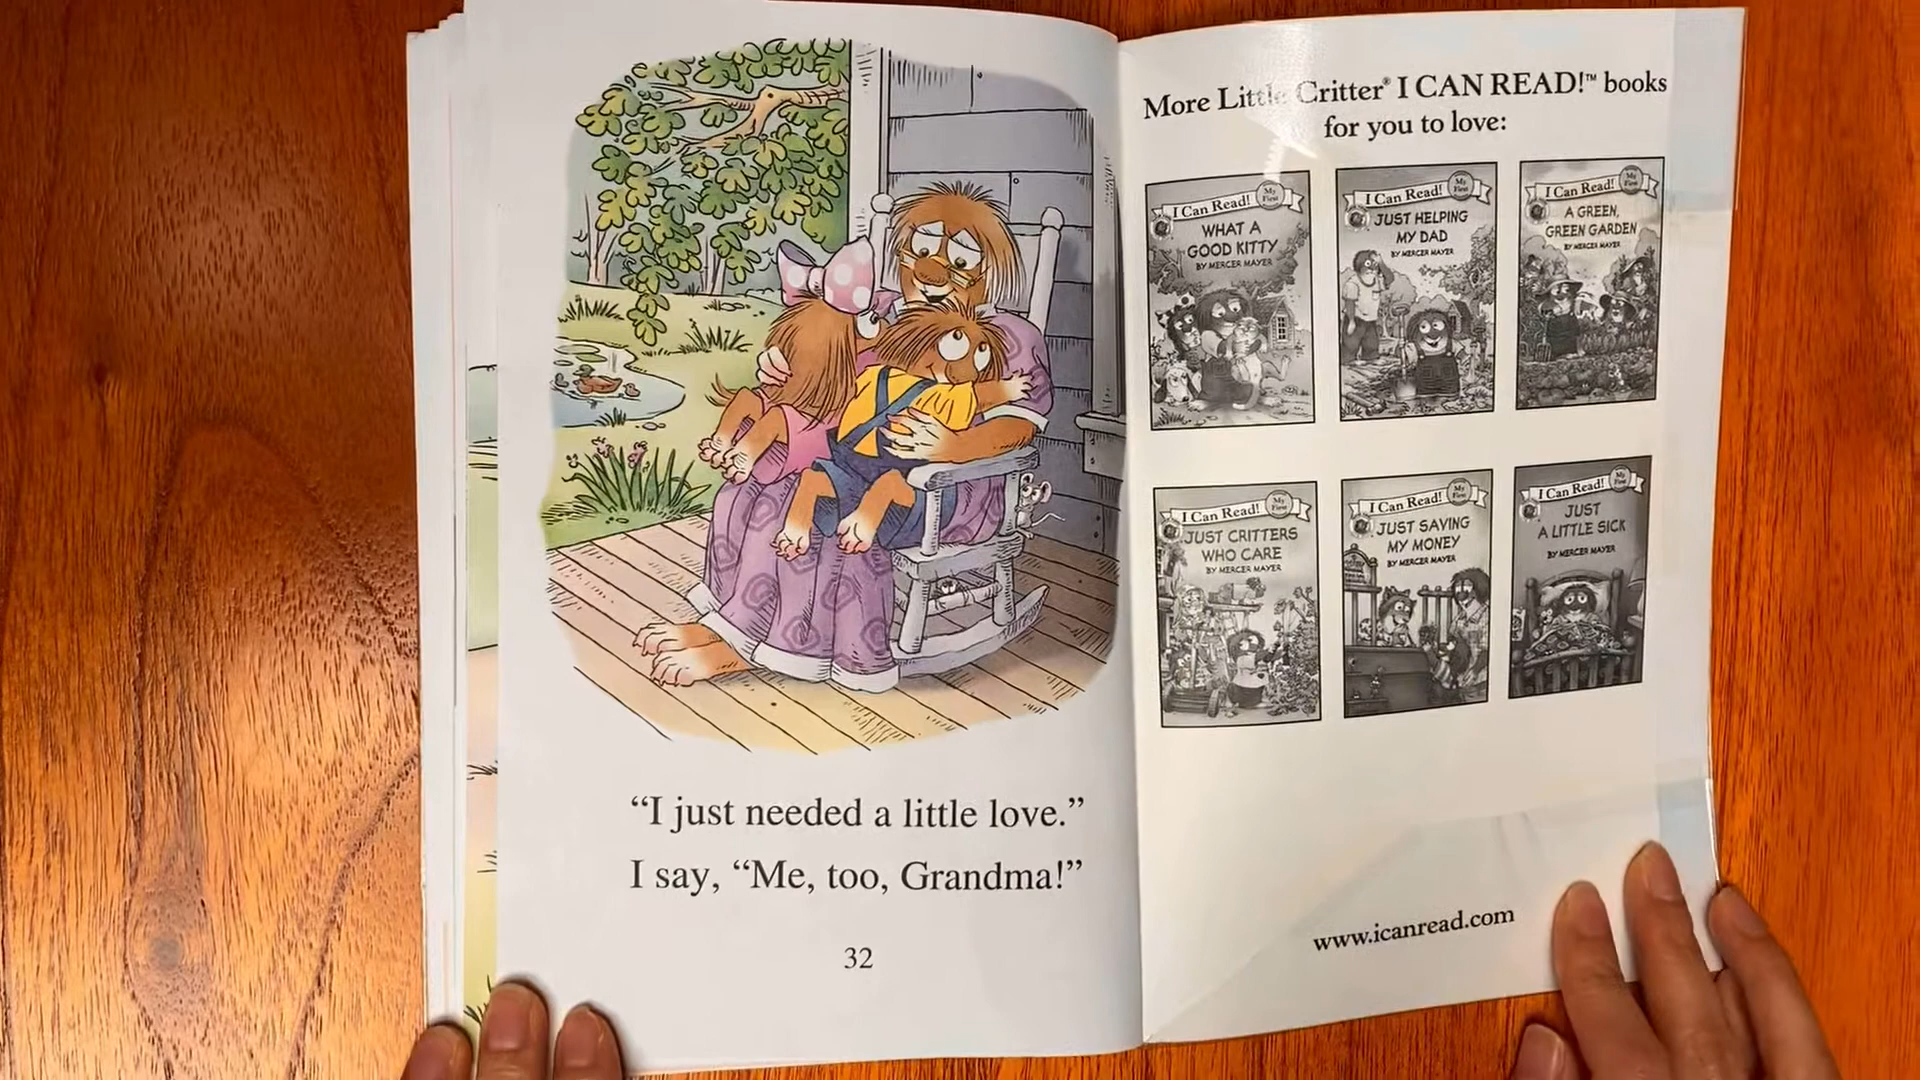 “I just needed a little love.”
I say, “Me, too, Grandma!”
32
More Little Critter® I CAN READ!™ books
for you to love:
I Can Read!
My
First
WHAT A
GOOD KITTY
BY MERCER MAYER
I Can Read!
My
First
JUST HELPING
MY DAD
BY MERCER MAYER
I Can Read!
My
First
A GREEN,
GREEN GARDEN
BY MERCER MAYER
I Can Read!
My
First
JUST CRITTERS
WHO CARE
BY MERCER MAYER
I Can Read!
My
First
JUST SAVING
MY MONEY
BY MERCER MAYER
I Can Read!
My
First
JUST
A LITTLE SICK
BY MERCER MAYER
www.icanread.com